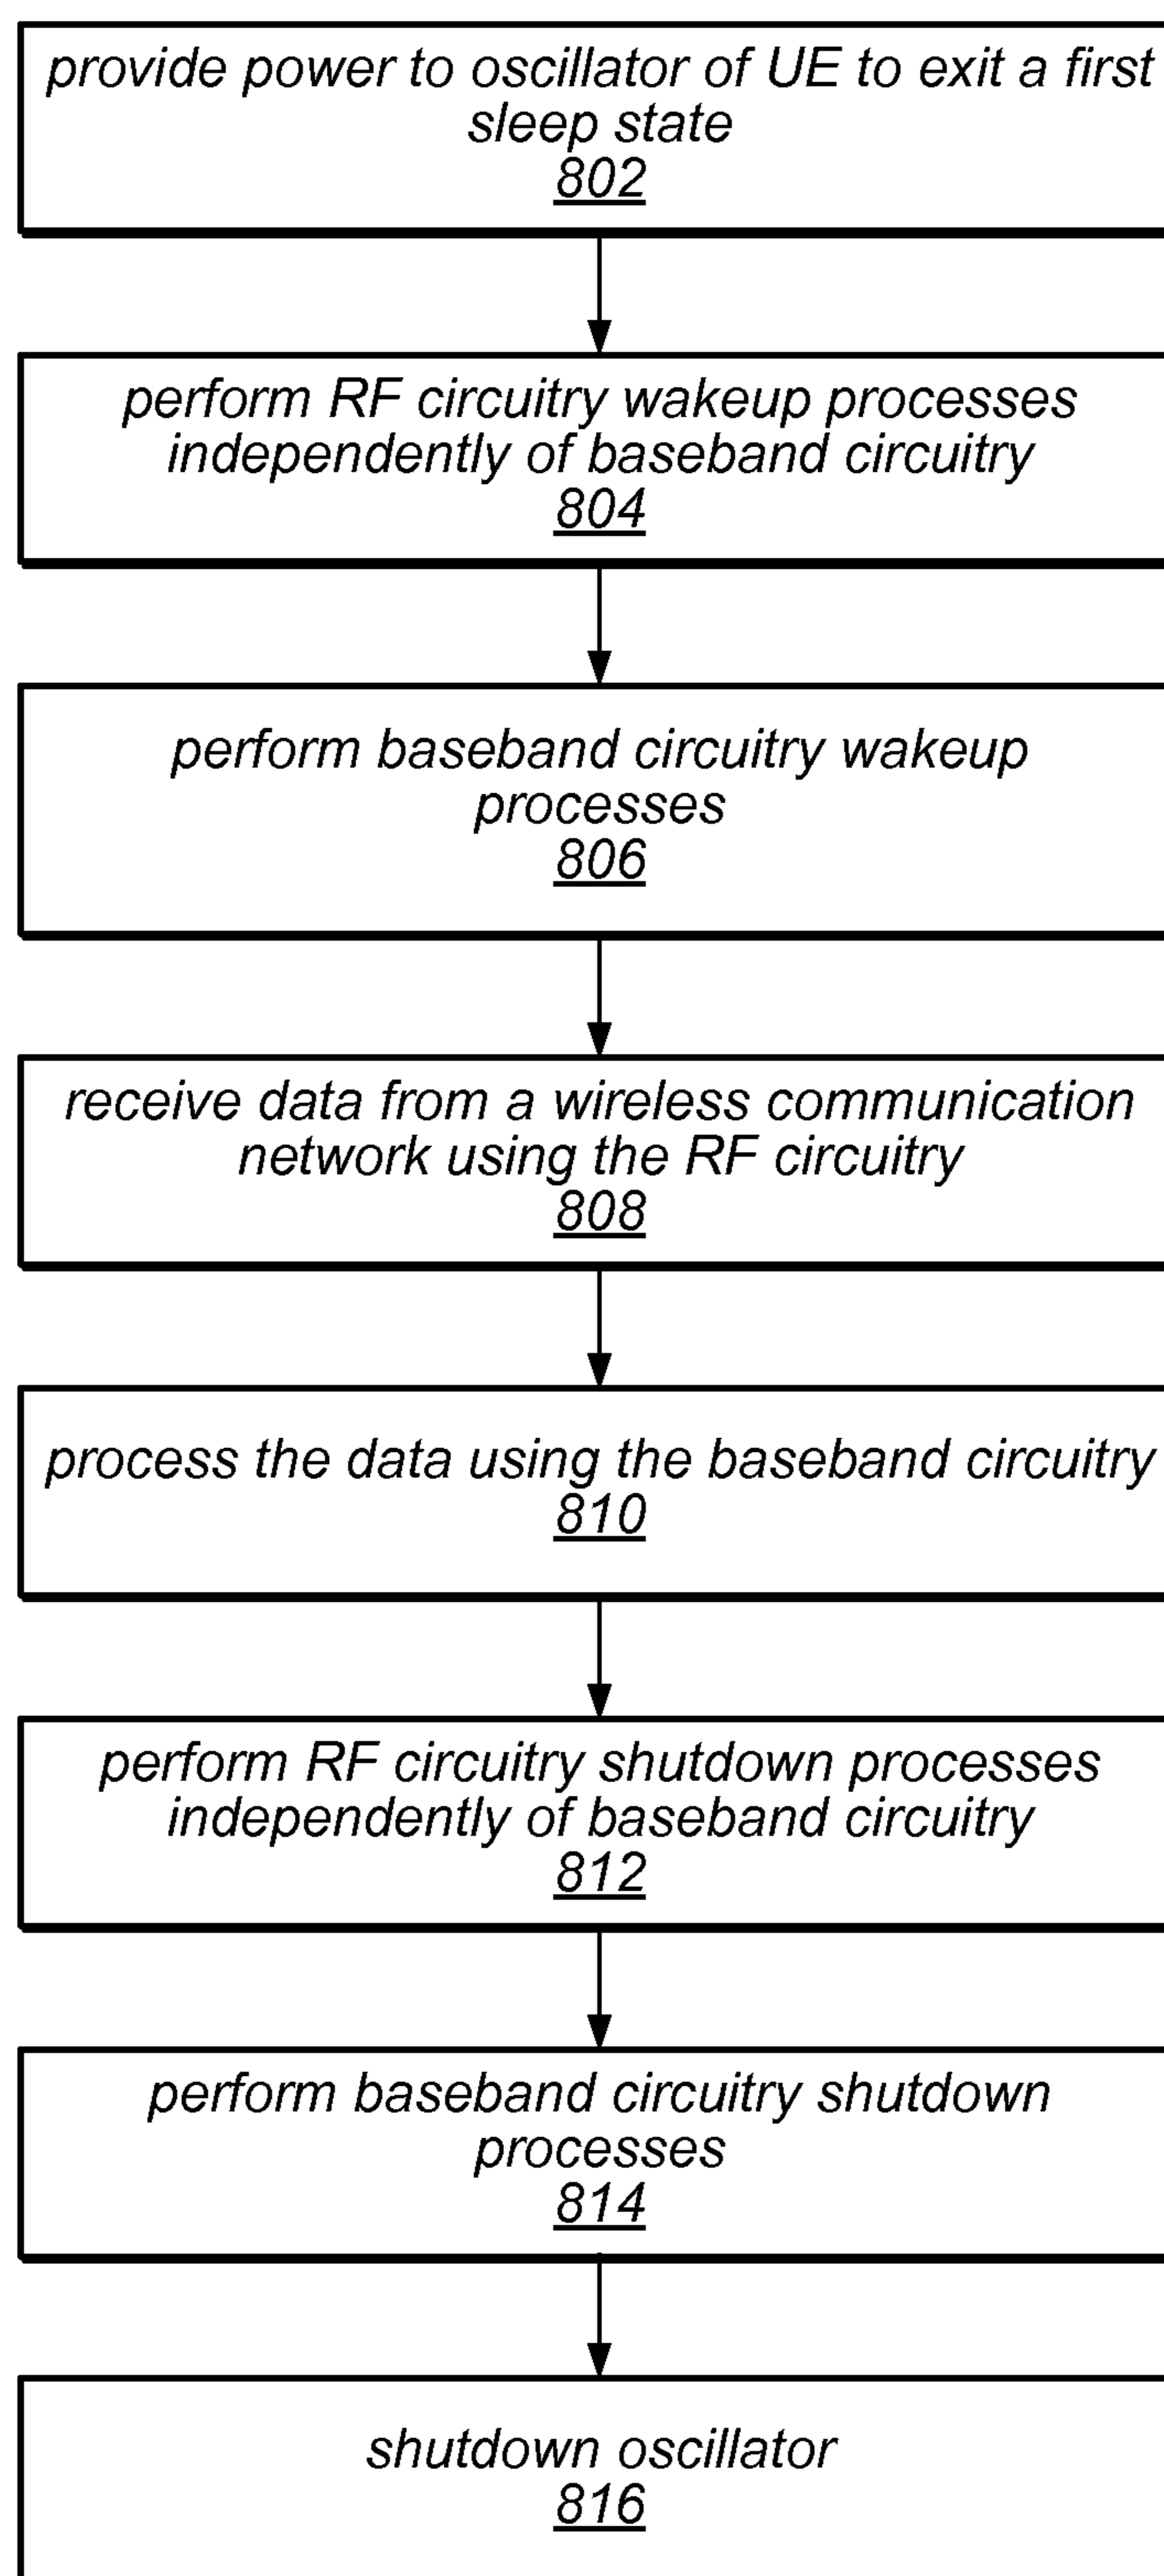 provide power to oscillator of UE to exit a first
sleep state
802
perform RF circuitry wakeup processes
independently of baseband circuitry
804
perform baseband circuitry wakeup
processes
806
receive data from a wireless communication
network using the RF circuitry
808
process the data using the baseband circuitry
810
perform RF circuitry shutdown processes
independently of baseband circuitry
812
perform baseband circuitry shutdown
processes
814
shutdown oscillator
816